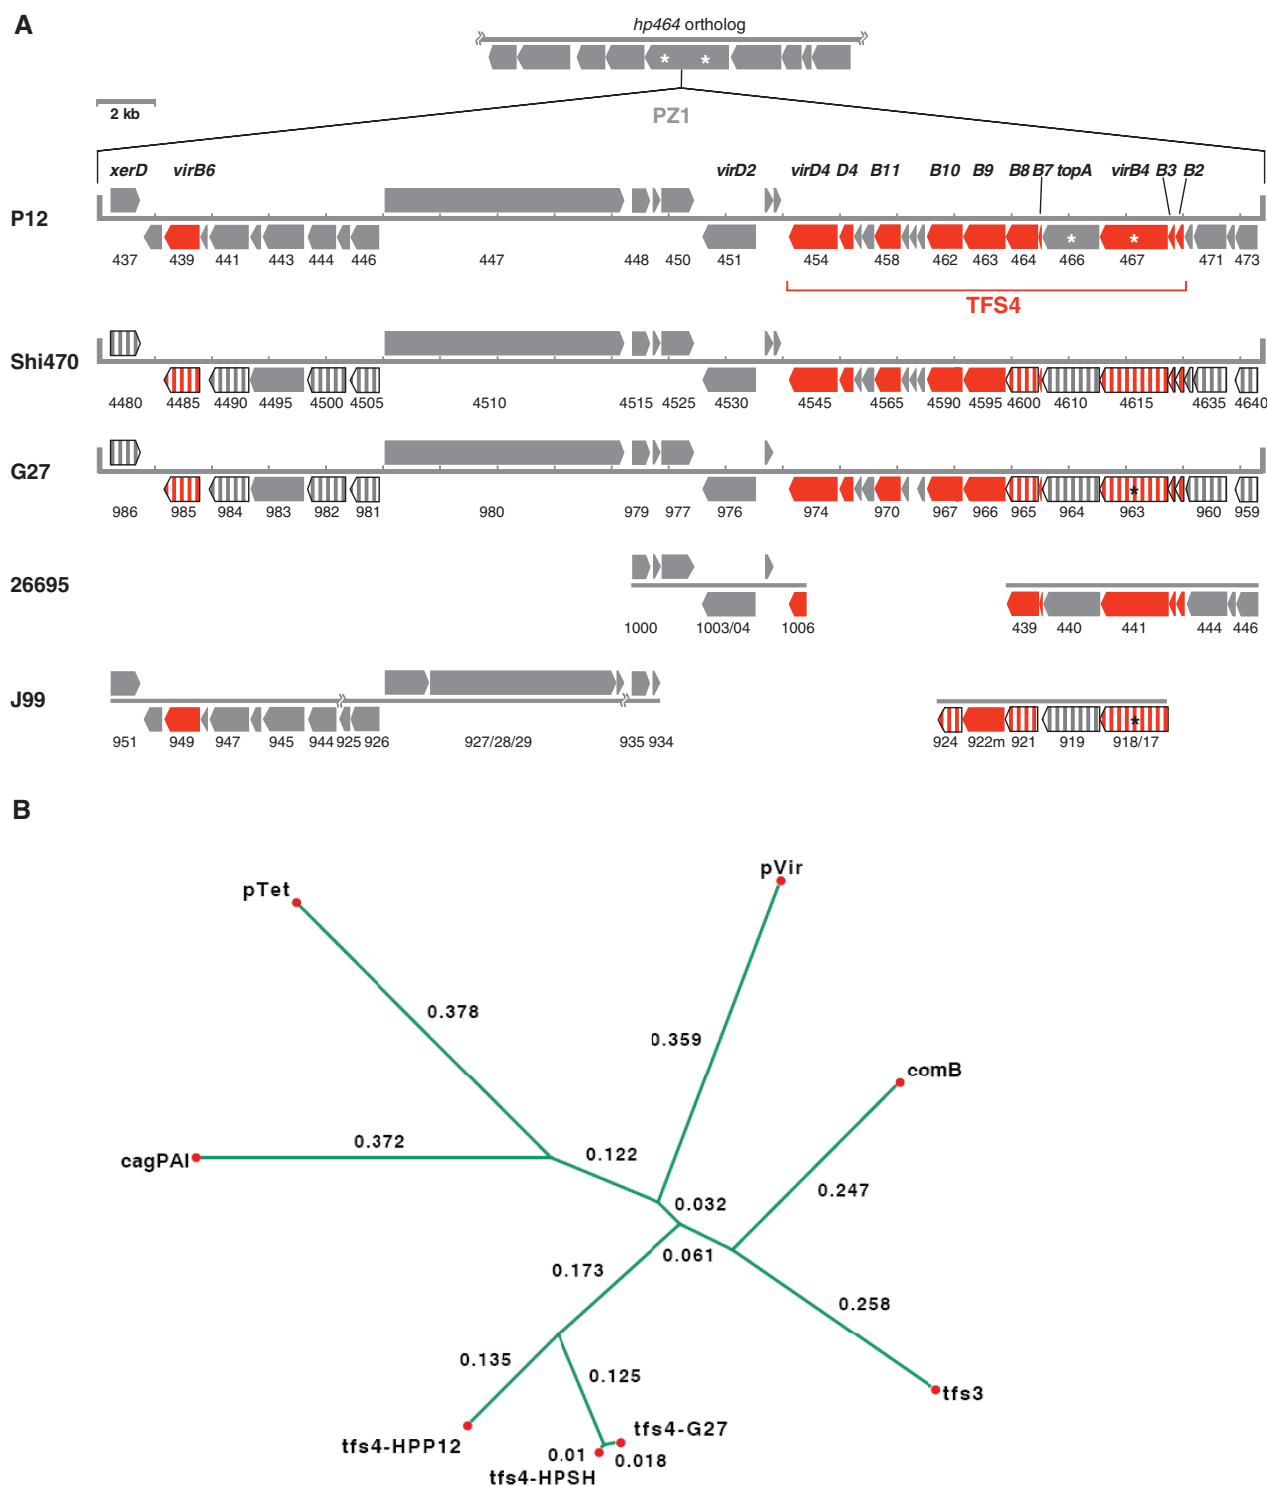 A
hp464 ortholog
* *
2 kb
PZ1
xerD virB6 virD2 virD4 D4 B11 B10 B9 B8 B7 topA virB4 B3 B2
P12
* *
437 439 441 443 444 446 447 448 450 451 454 458 462 463 464 466 467 471 473
TFS4
Shi470
4480 4485 4490 4495 4500 4505 4510 4515 4525 4530 4545 4565 4590 4595 4600 4610 4615 4635 4640
G27
*
986 985 984 983 982 981 980 979 977 976 974 970 967 966 965 964 963 960 959
26695
1000 1003/04 1006 439 440 441 444 446
J99
*
951 949 947 945 944 925 926 927/28/29 935 934 924 922m 921 919 918/17
B
pVir
pTet
0.378
0.359
comB
0.372
0.122
cagPAI
0.247
0.032
0.061
0.173
0.258
0.135
0.125
tfs3
tfs4-G27
tfs4-HPP12
0.01
0.018
tfs4-HPSH